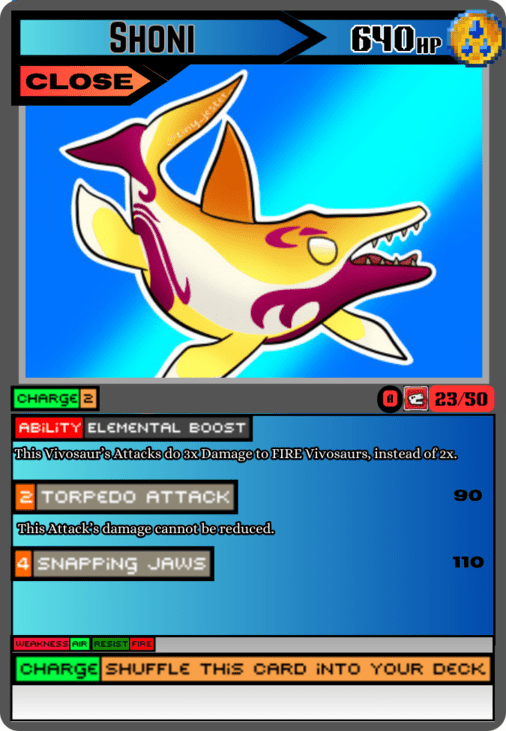 SHONI
640HP
CLOSE
@tiny_jester
CHARGE 2
A 23/50
ABILITY ELEMENTAL BOOST
This Vivosaur's Attacks do 3x Damage to FIRE Vivosaurs, instead of 2x.
2 TORPEDO ATTACK 90
This Attack's damage cannot be reduced.
4 SNAPPING JAWS 110
WEAKNESS AIR RESIST FIRE
CHARGE SHUFFLE THIS CARD INTO YOUR DECK